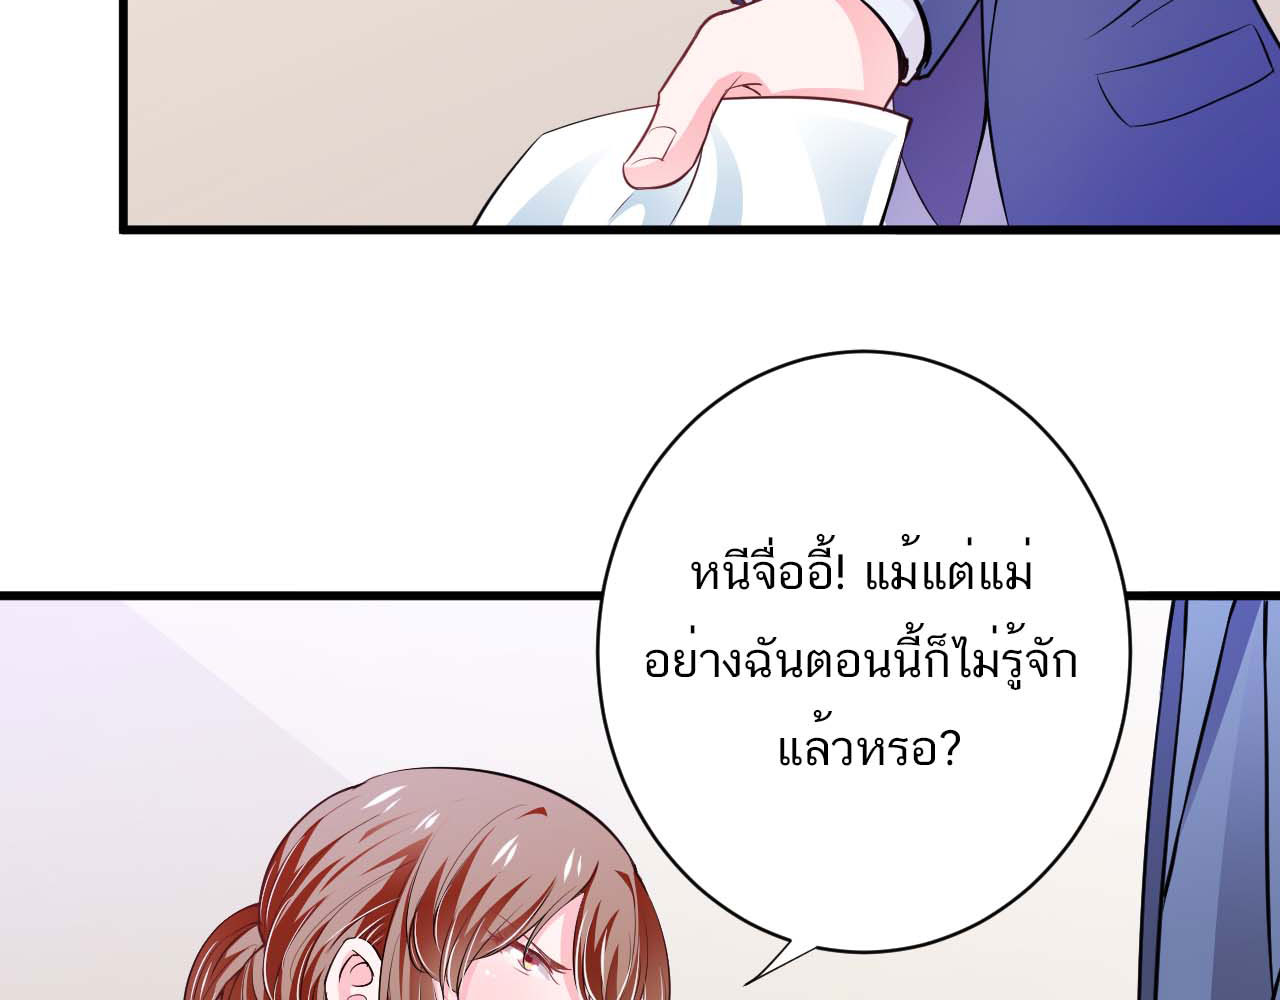 หนีจื่ออี้! แม้แต่แม่
อย่างฉันตอนนี้ก็ไม่รู้จัก
แล้วหรอ?